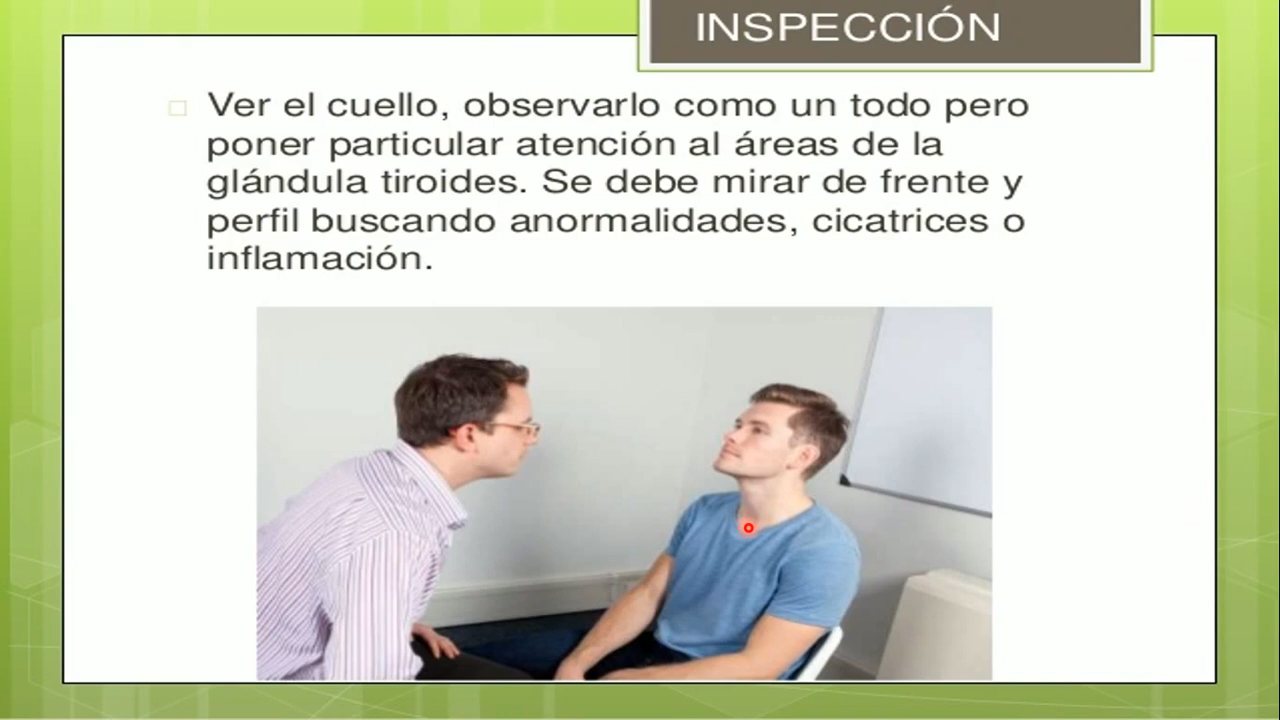 INSPECCIÓN
Ver el cuello, observarlo como un todo pero
poner particular atención al áreas de la
glándula tiroides. Se debe mirar de frente y
perfil buscando anormalidades, cicatrices o
inflamación.